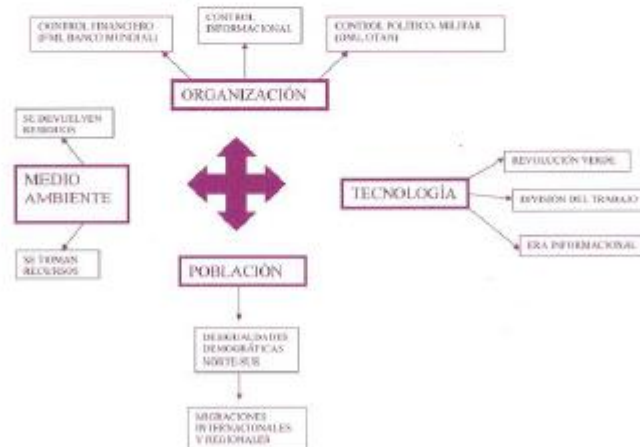 CONTROL FINANCIERO
(FMI, BANCO MUNDIAL)
CONTROL
INFORMACIONAL
CONTROL POLÍTICO-MILITAR
(ONU, OTAN)
ORGANIZACIÓN
SE DEVUELVEN
RESIDUOS
MEDIO
AMBIENTE
SE TOMAN
RECURSOS
TECNOLOGÍA
REVOLUCIÓN VERDE
DIVISIÓN DEL TRABAJO
ERA INFORMACIONAL
POBLACIÓN
DESIGUALDADES
DEMOGRÁFICAS
NORTE-SUR
MIGRACIONES
INTERNACIONALES
Y REGIONALES